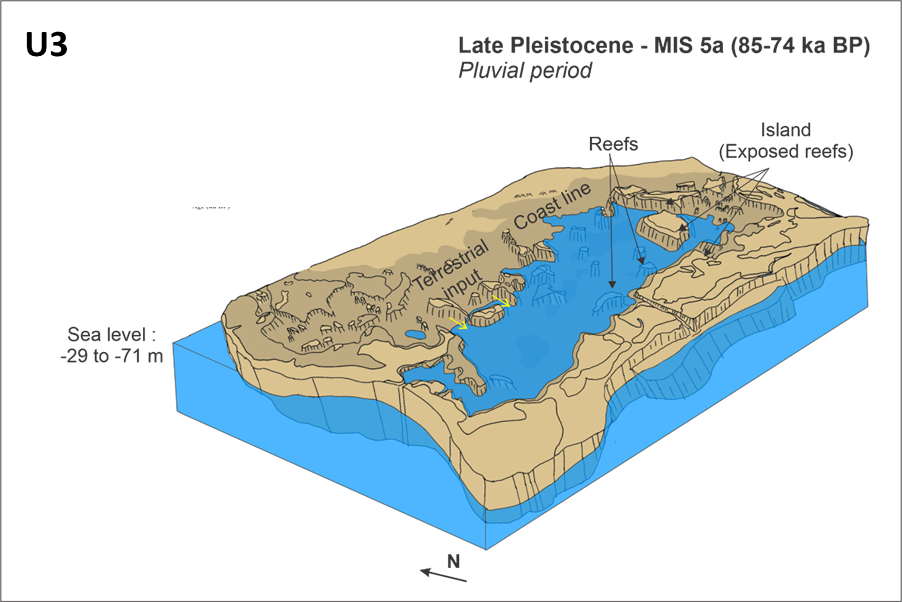 U3
Late Pleistocene - MIS 5a (85-74 ka BP)
Pluvial period
Island
(Exposed reefs)
Reefs
Coast line
Terrestrial
input
Sea level :
-29 to -71 m
N